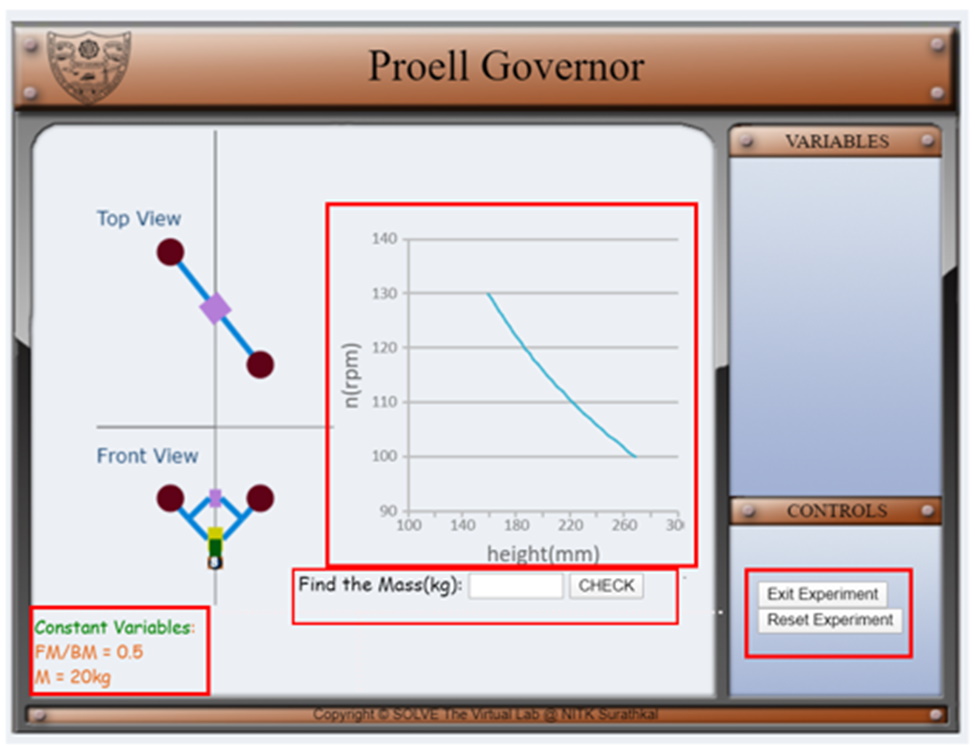 Proell Governor
VARIABLES
Top View
140
130
120
110
100
90
n(rpm)
100 140 180 220 260 30
height(mm)
Front View
CONTROLS
Find the Mass(kg): CHECK
Exit Experiment
Reset Experiment
Constant Variables:
FM/BM = 0.5
M = 20kg
Copyright © SOLVE The Virtual Lab @ NITK Surathkal